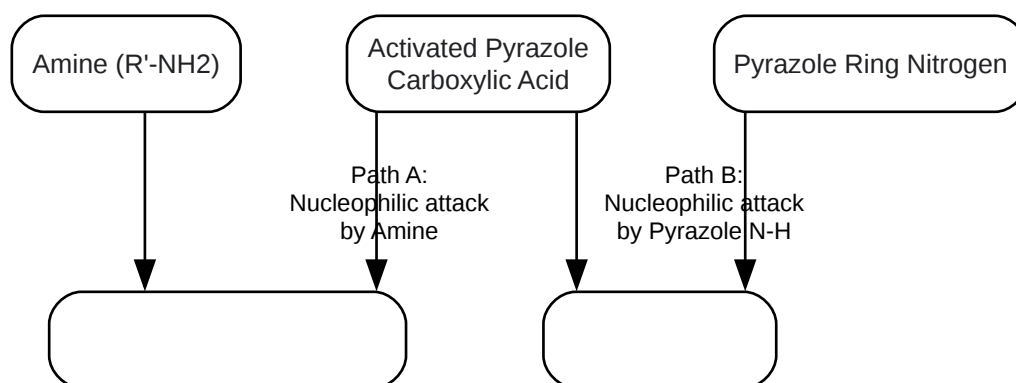 Amine (R'-NH2)
Activated Pyrazole
Carboxylic Acid
Pyrazole Ring Nitrogen
Path A:
Nucleophilic attack
by Amine
Path B:
Nucleophilic attack
by Pyrazole N-H